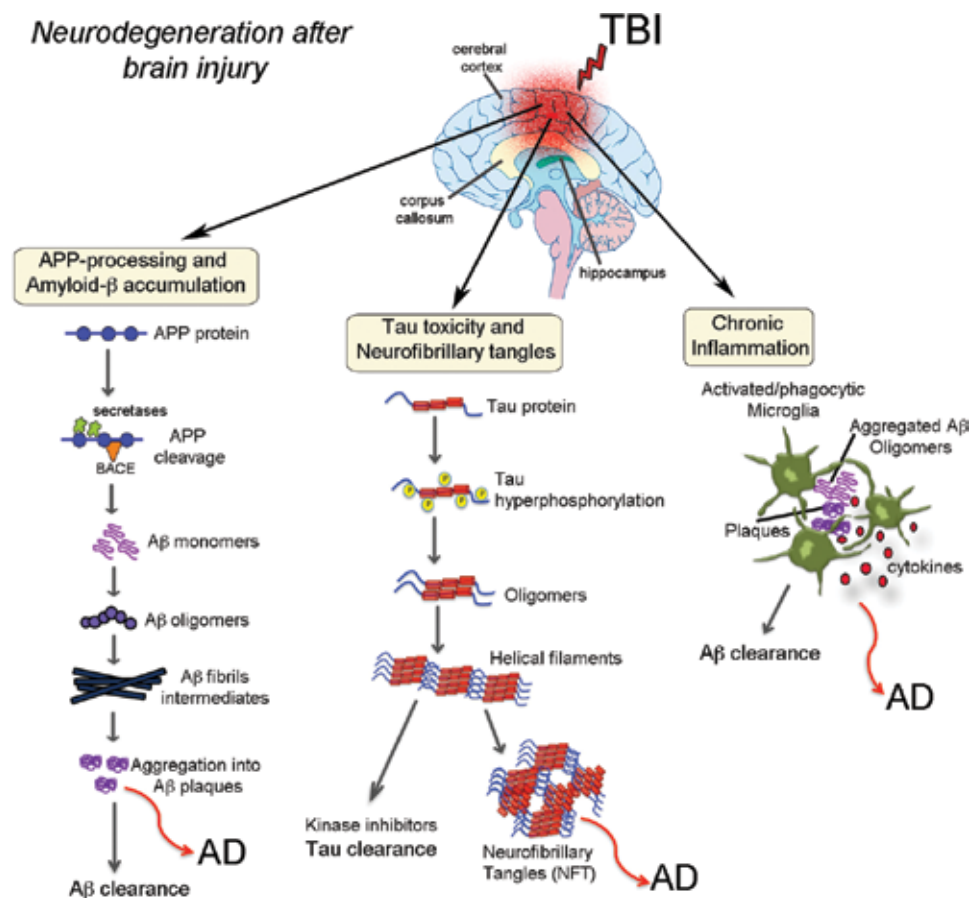 Neurodegeneration after
brain injury
TBI
cerebral
cortex
corpus
callosum
hippocampus
APP-processing and
Amyloid-β accumulation
APP protein
secretases
APP
cleavage
BACE
Aβ monomers
Aβ oligomers
Aβ fibrils
intermediates
Aggregation into
Aβ plaques
AD
Aβ clearance
Tau toxicity and
Neurofibrillary tangles
Tau protein
P P P P P
Tau
hyperphosphorylation
Oligomers
Helical filaments
Kinase inhibitors
Tau clearance
Neurofibrillary
Tangles (NFT)
AD
Chronic
Inflammation
Activated/phagocytic
Microglia
Aggregated Aβ
Oligomers
Plaques
cytokines
Aβ clearance
AD